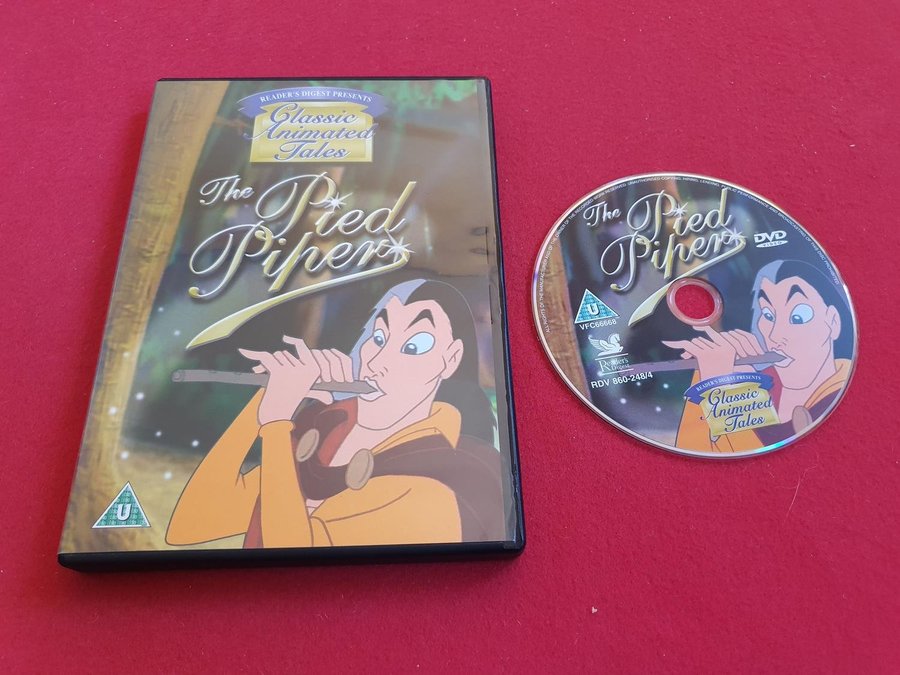 READER'S DIGEST PRESENTS
Classic
Animated
Tales
The Pied
Piper
U
The Pied
Piper
DVD
VIDEO
U
VFC66668
Reader's
Digest
RDV 860-248/4
READER'S DIGEST PRESENTS
Classic
Animated
Tales